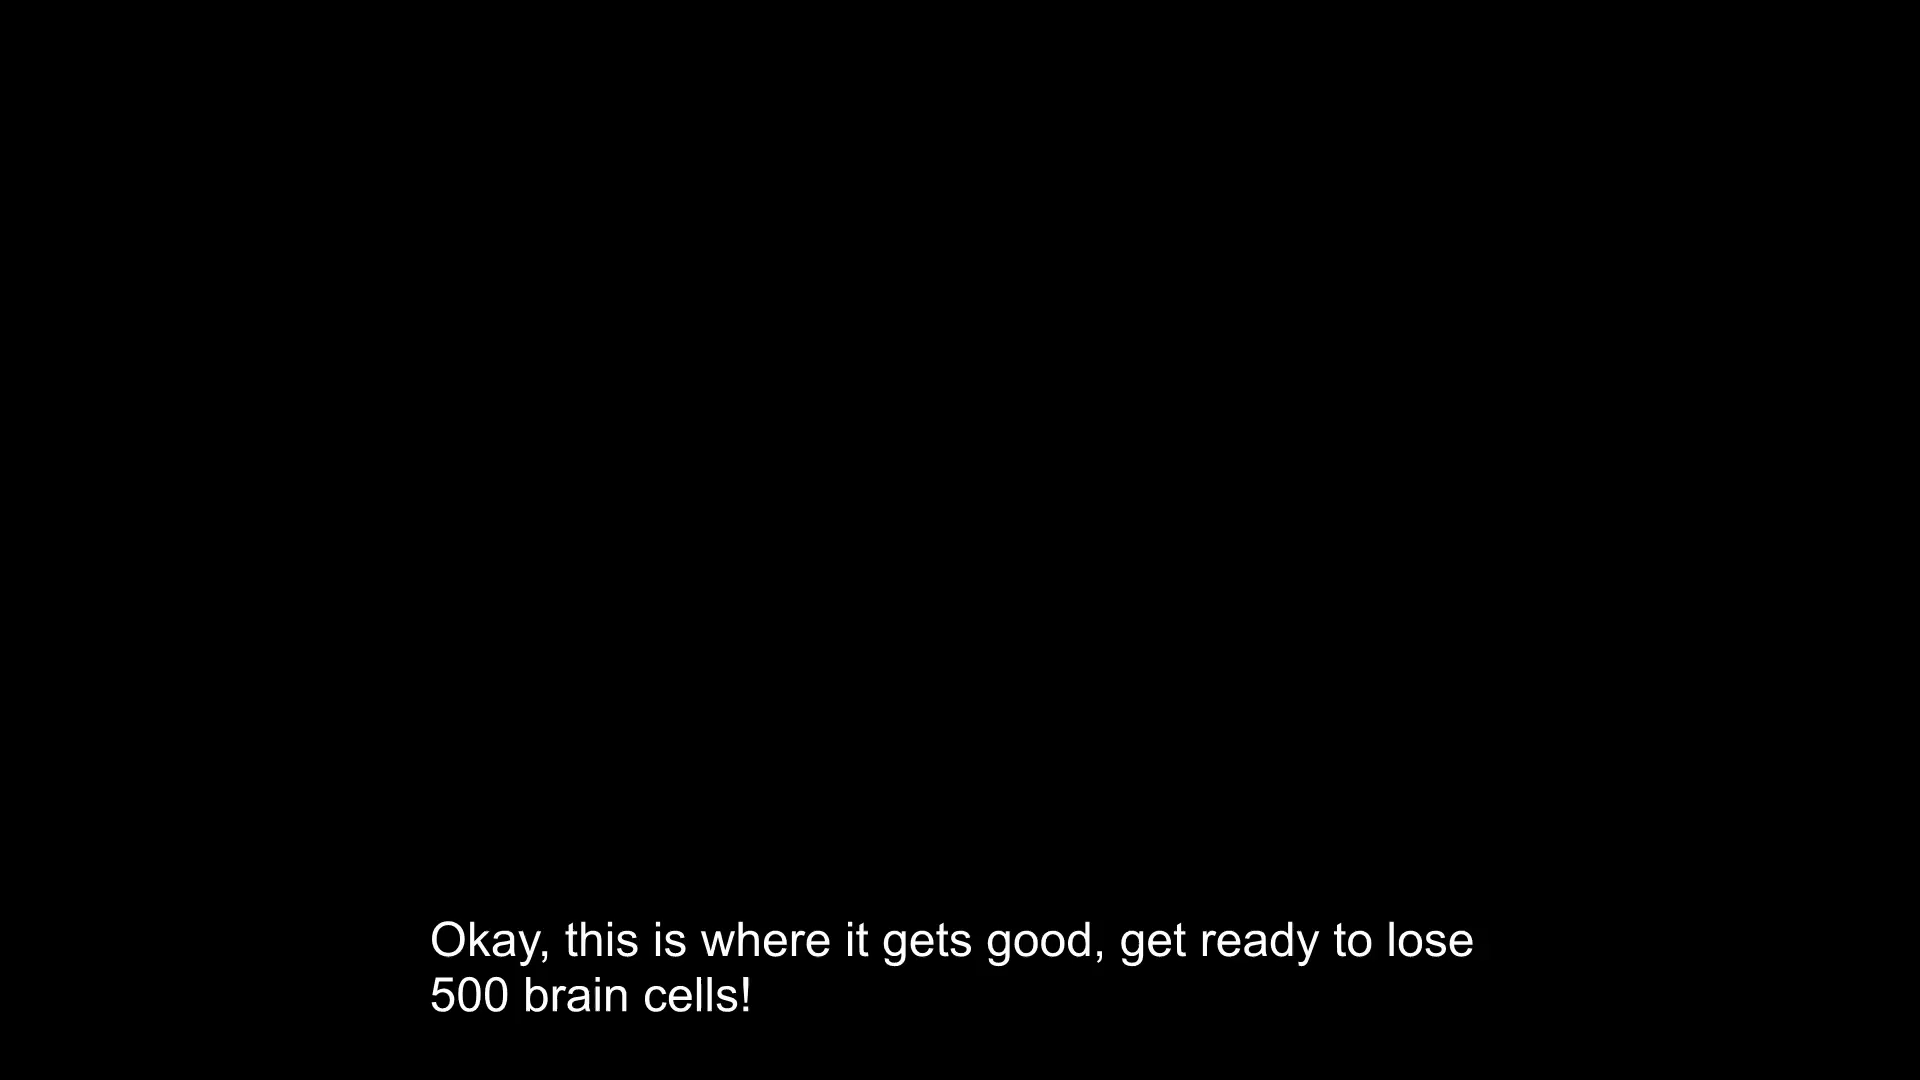 Okay, this is where it gets good, get ready to lose
500 brain cells!